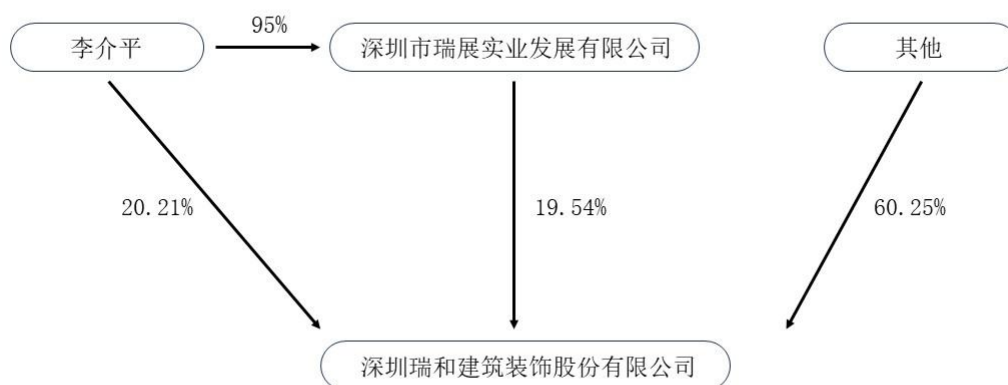 95%
李介平
深圳市瑞展实业发展有限公司
其他
20.21%
19.54%
60.25%
深圳瑞和建筑装饰股份有限公司